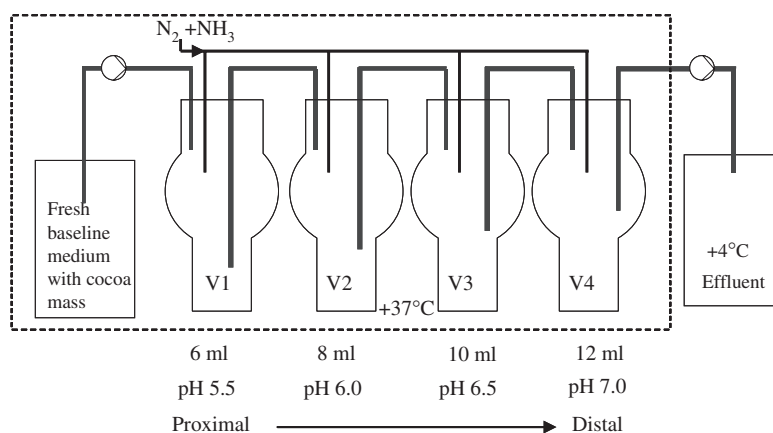 N₂ +NH₃
Fresh
baseline
medium
with cocoa
mass
V1
V2
V3
V4
+37°C
+4°C
Effluent
6 ml
8 ml
10 ml
12 ml
pH 5.5
pH 6.0
pH 6.5
pH 7.0
Proximal
Distal